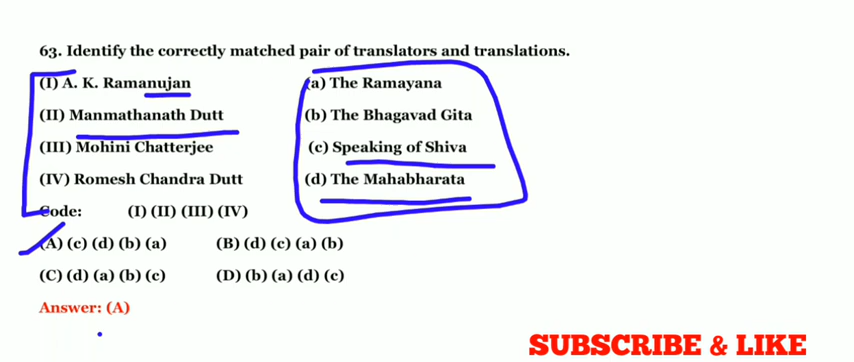 63. Identify the correctly matched pair of translators and translations.
(I) A. K. Ramanujan (a) The Ramayana
(II) Manmathanath Dutt (b) The Bhagavad Gita
(III) Mohini Chatterjee (c) Speaking of Shiva
(IV) Romesh Chandra Dutt (d) The Mahabharata
Code: (I) (II) (III) (IV)
(A) (c) (d) (b) (a) (B) (d) (c) (a) (b)
(C) (d) (a) (b) (c) (D) (b) (a) (d) (c)
Answer: (A)
SUBSCRIBE & LIKE